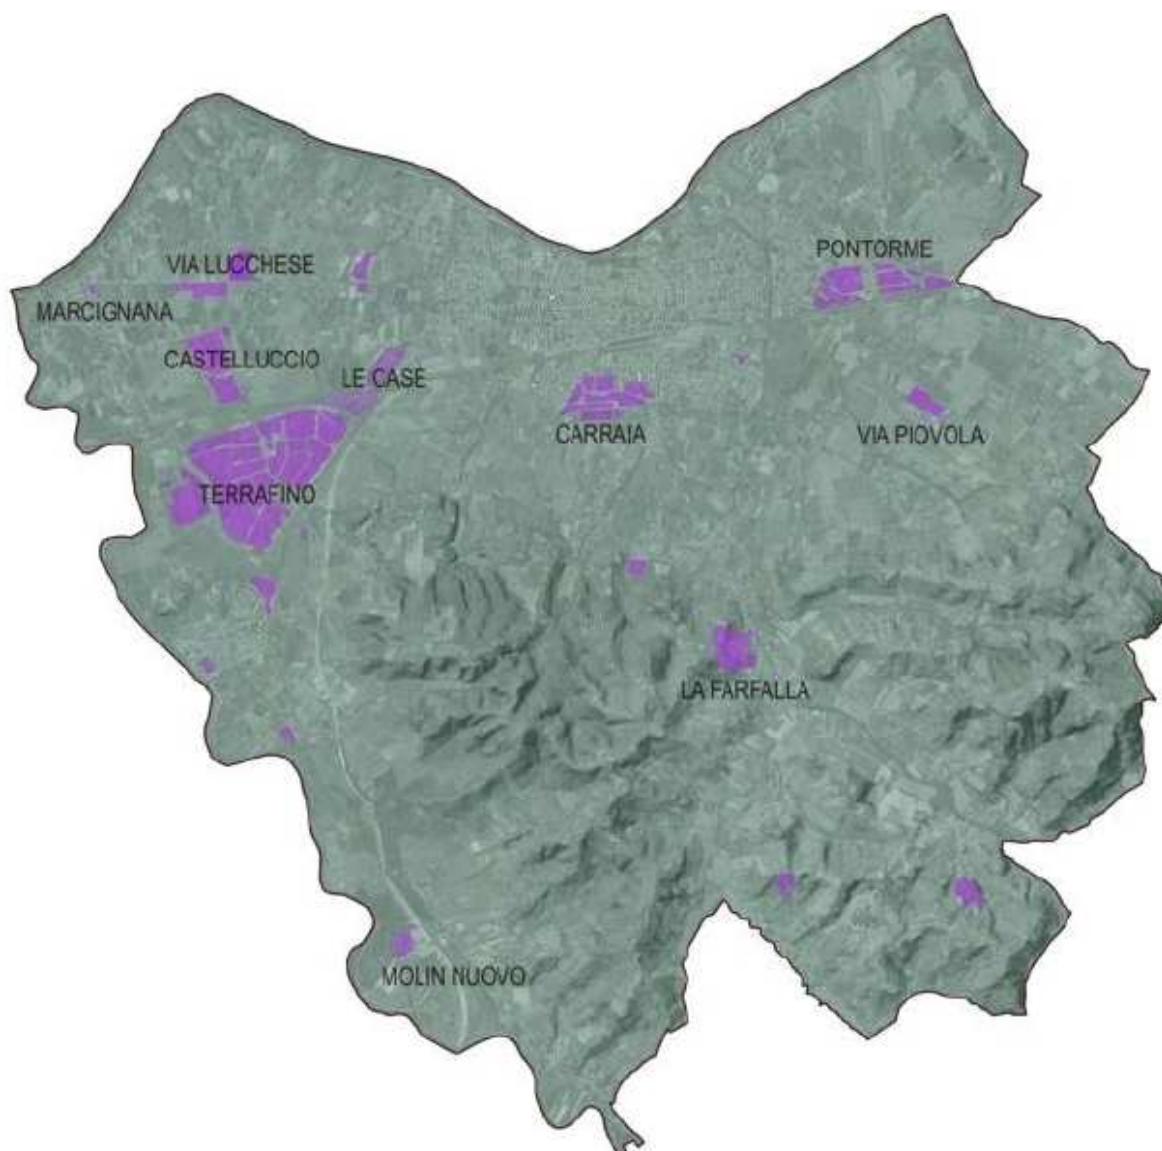 PONTORME
VIA LUCCHESE
MARCIGNANA
CASTELLUCCIO
LE CASE
CARRAIA
VIA PIOVOLA
TERRAFINO
LA FARFALLA
MOLIN NUOVO